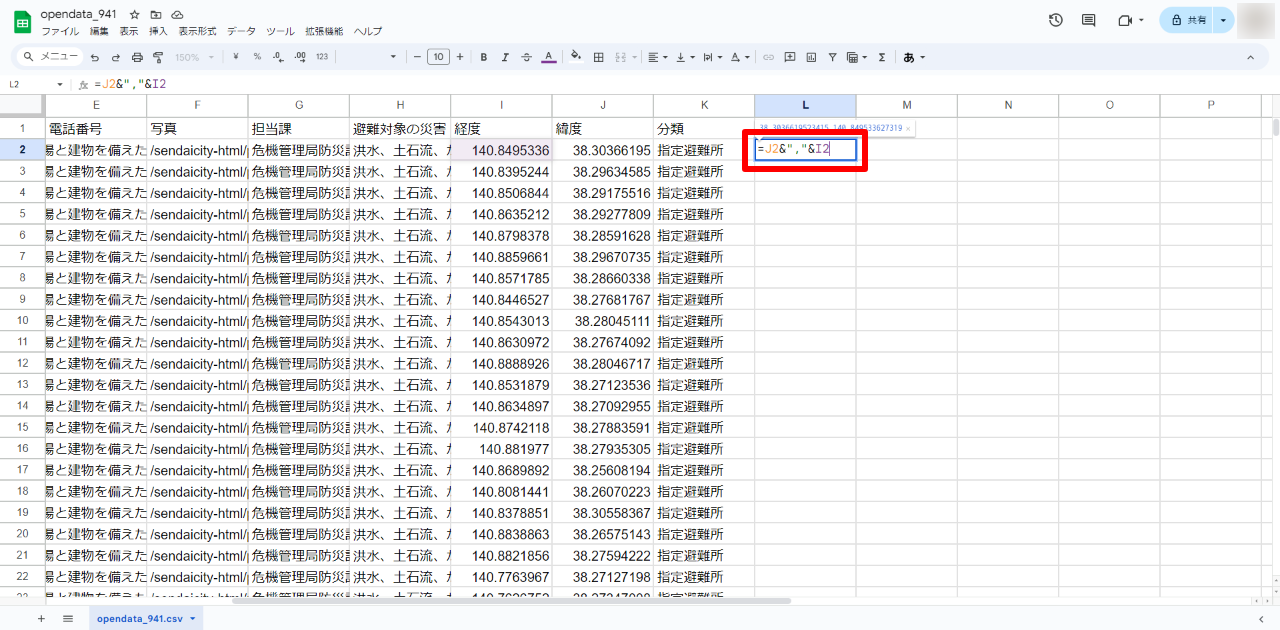 opendata_941
ファイル 編集 表示 挿入 表示形式 データ ツール 拡張機能 ヘルプ
共有
メニュー 150% ¥ % .0 .00 123 10 B I A Σ あ
L2 fx =J2&","&I2
E F G H I J K L M N O P
1 電話番号 写真 担当課 避難対象の災害 経度 緯度 分類
38.3036619523415,140.849533627319 ×
2 場と建物を備えた /sendaicity-html/ 危機管理局防災 洪水、土石流、 140.8495336 38.30366195 指定避難所 =J2&","&I2
3 場と建物を備えた /sendaicity-html/ 危機管理局防災 洪水、土石流、 140.8395244 38.29634585 指定避難所
4 場と建物を備えた /sendaicity-html/ 危機管理局防災 洪水、土石流、 140.8506844 38.29175516 指定避難所
5 場と建物を備えた /sendaicity-html/ 危機管理局防災 洪水、土石流、 140.8635212 38.29277809 指定避難所
6 場と建物を備えた /sendaicity-html/ 危機管理局防災 洪水、土石流、 140.8798378 38.28591628 指定避難所
7 場と建物を備えた /sendaicity-html/ 危機管理局防災 洪水、土石流、 140.8859661 38.29670735 指定避難所
8 場と建物を備えた /sendaicity-html/ 危機管理局防災 洪水、土石流、 140.8571785 38.28660338 指定避難所
9 場と建物を備えた /sendaicity-html/ 危機管理局防災 洪水、土石流、 140.8446527 38.27681767 指定避難所
10 場と建物を備えた /sendaicity-html/ 危機管理局防災 洪水、土石流、 140.8543013 38.28045111 指定避難所
11 場と建物を備えた /sendaicity-html/ 危機管理局防災 洪水、土石流、 140.8630972 38.27674092 指定避難所
12 場と建物を備えた /sendaicity-html/ 危機管理局防災 洪水、土石流、 140.8888926 38.28046717 指定避難所
13 場と建物を備えた /sendaicity-html/ 危機管理局防災 洪水、土石流、 140.8531879 38.27123536 指定避難所
14 場と建物を備えた /sendaicity-html/ 危機管理局防災 洪水、土石流、 140.8634897 38.27092955 指定避難所
15 場と建物を備えた /sendaicity-html/ 危機管理局防災 洪水、土石流、 140.8742118 38.27883591 指定避難所
16 場と建物を備えた /sendaicity-html/ 危機管理局防災 洪水、土石流、 140.881977 38.27935305 指定避難所
17 場と建物を備えた /sendaicity-html/ 危機管理局防災 洪水、土石流、 140.8689892 38.25608194 指定避難所
18 場と建物を備えた /sendaicity-html/ 危機管理局防災 洪水、土石流、 140.8081441 38.26070223 指定避難所
19 場と建物を備えた /sendaicity-html/ 危機管理局防災 洪水、土石流、 140.8378851 38.30558367 指定避難所
20 場と建物を備えた /sendaicity-html/ 危機管理局防災 洪水、土石流、 140.8838863 38.26575143 指定避難所
21 場と建物を備えた /sendaicity-html/ 危機管理局防災 洪水、土石流、 140.8821856 38.27594222 指定避難所
22 場と建物を備えた /sendaicity-html/ 危機管理局防災 洪水、土石流、 140.7763967 38.27127198 指定避難所
opendata_941.csv